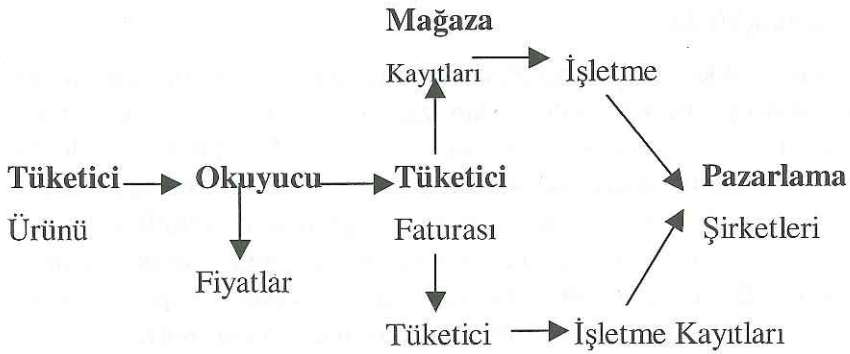 Mağaza
Kayıtları İşletme
Tüketici Okuyucu Tüketici Pazarlama
Ürünü Faturası Şirketleri
Fiyatlar
Tüketici İşletme Kayıtları